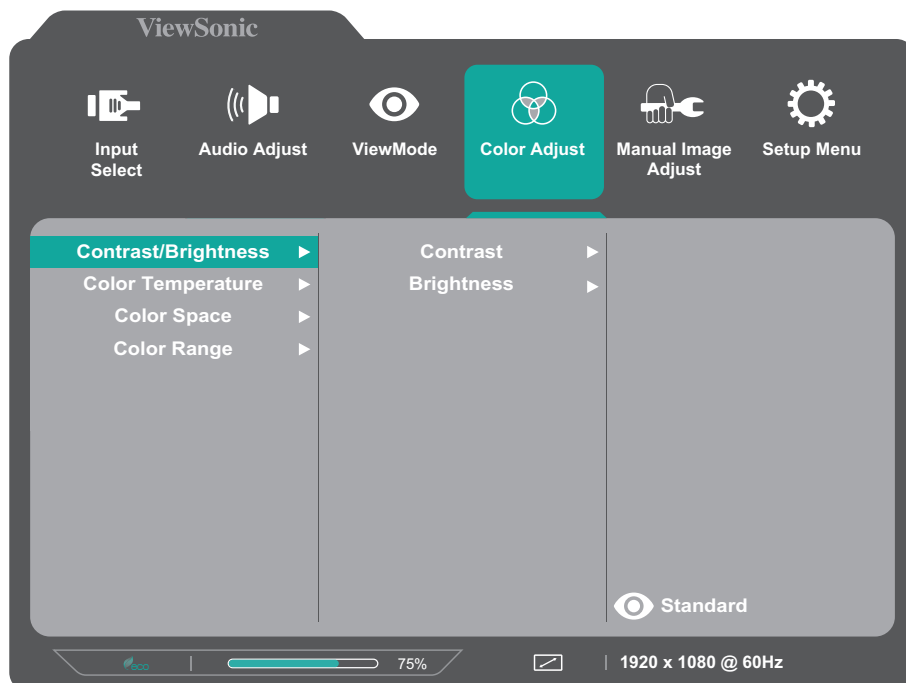 ViewSonic
Input
Select
Audio Adjust
ViewMode
Color Adjust
Manual Image
Adjust
Setup Menu
Contrast/Brightness
Color Temperature
Color Space
Color Range
Contrast
Brightness
Standard
eco
75%
1920 x 1080 @ 60Hz